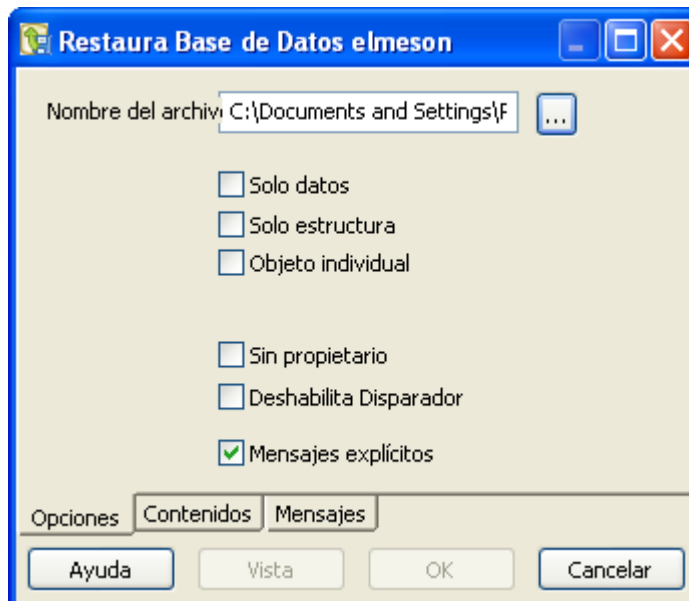 Restaura Base de Datos elmeson
Nombre del archivo C:\Documents and Settings\F ...
Solo datos
Solo estructura
Objeto individual
Sin propietario
Deshabilita Disparador
Mensajes explícitos
Opciones Contenidos Mensajes
Ayuda Vista OK Cancelar